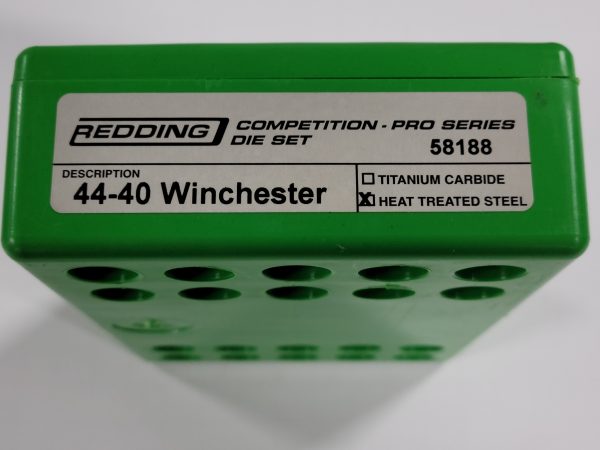 REDDING COMPETITION - PRO SERIES
DIE SET 58188
DESCRIPTION
44-40 Winchester
TITANIUM CARBIDE
X HEAT TREATED STEEL